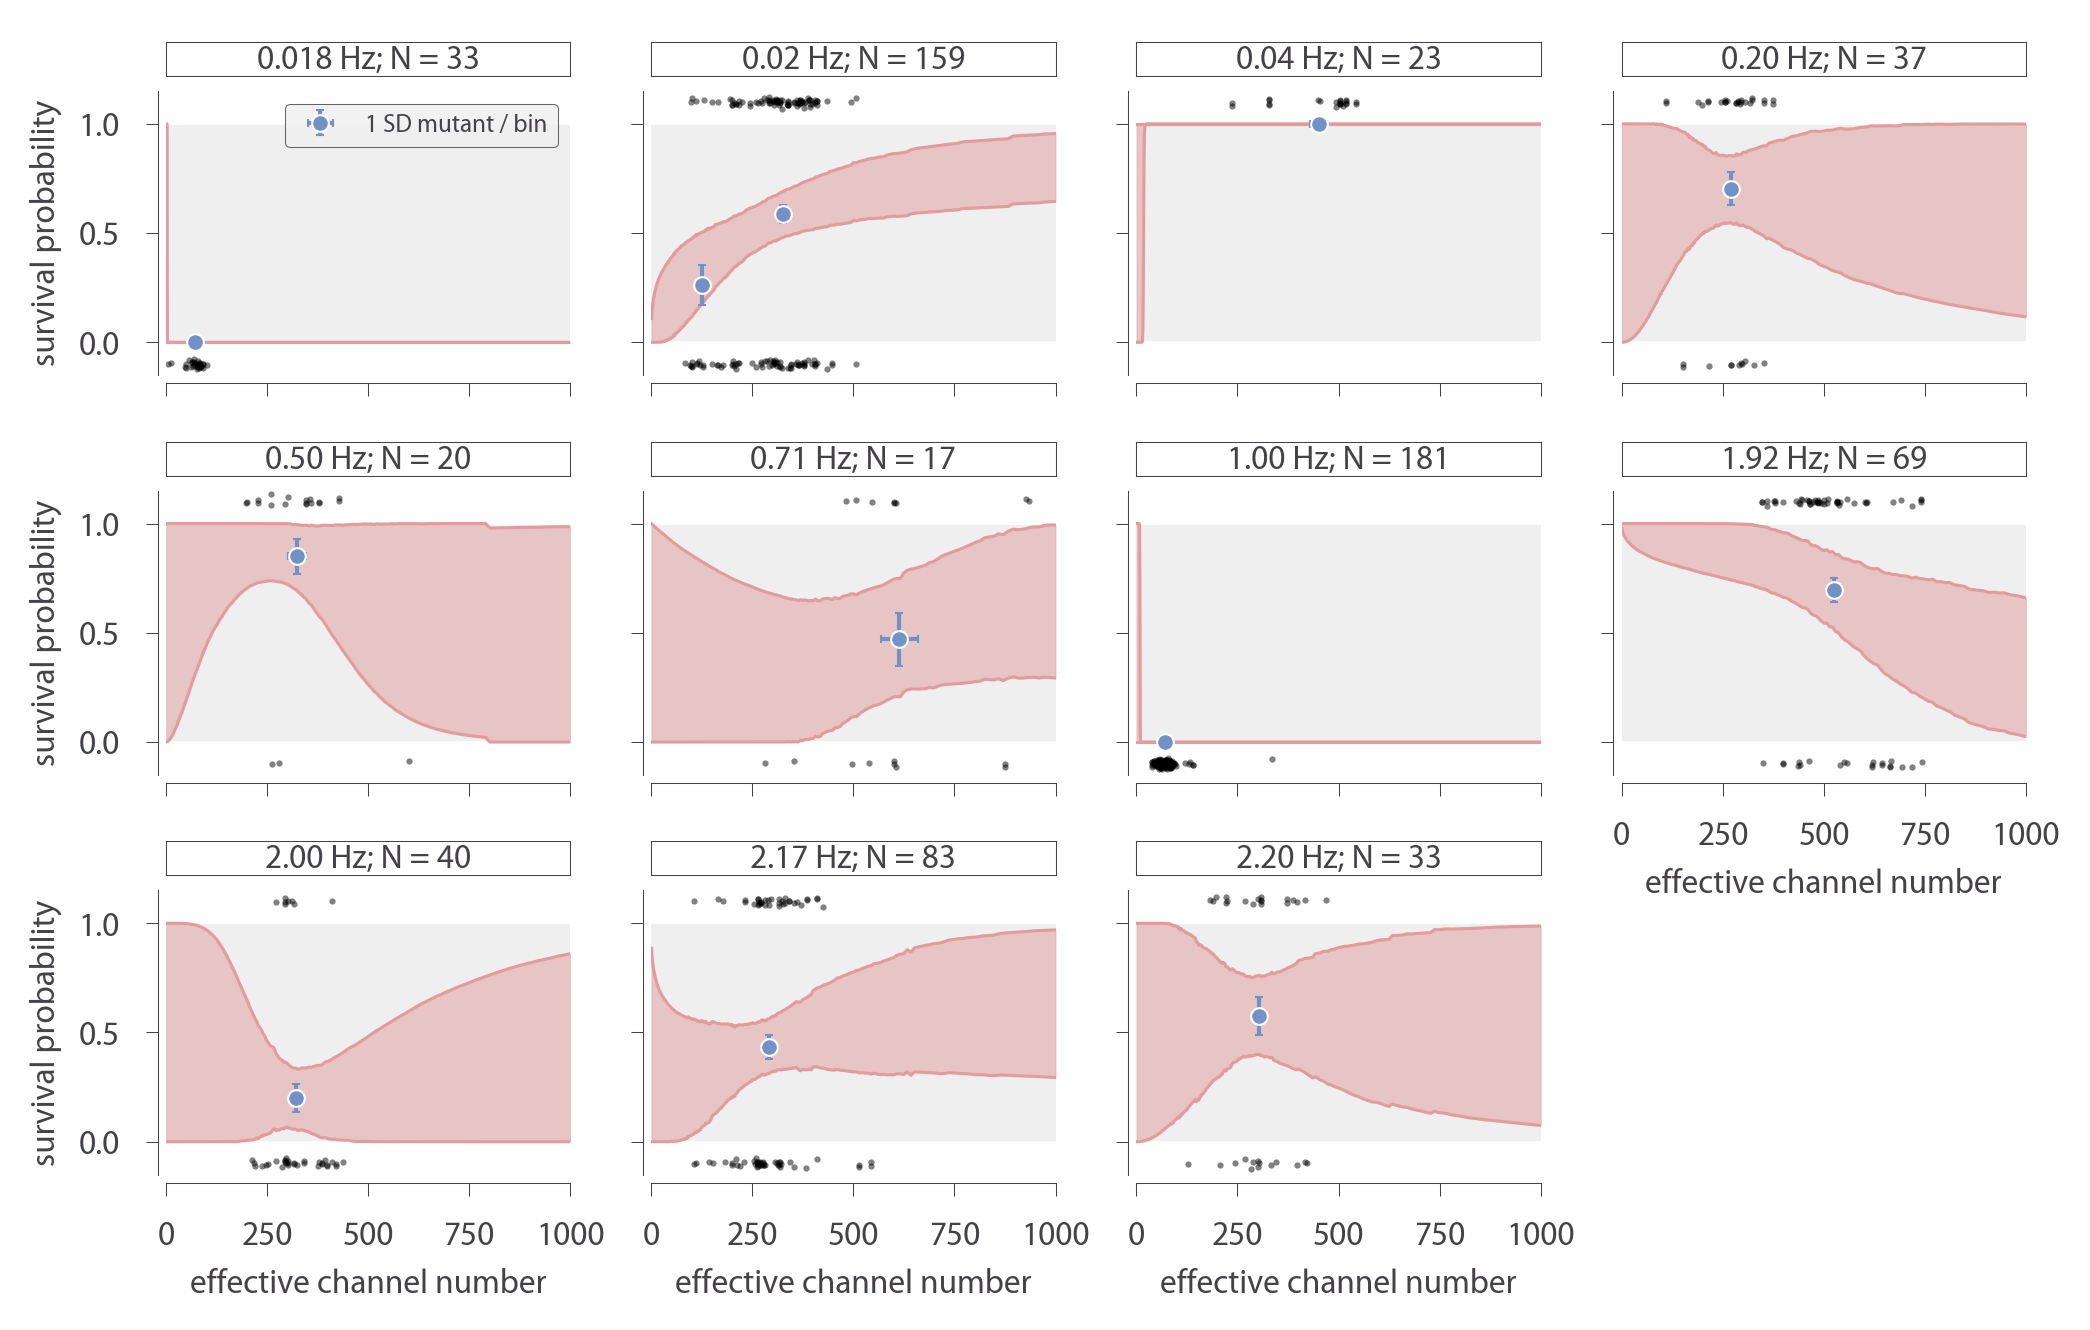 0.018 Hz; N = 33
0.02 Hz; N = 159
0.04 Hz; N = 23
0.20 Hz; N = 37
survival probability
1.0
0.5
0.0
1 SD mutant / bin
0.50 Hz; N = 20
0.71 Hz; N = 17
1.00 Hz; N = 181
1.92 Hz; N = 69
survival probability
1.0
0.5
0.0
0 250 500 750 1000
effective channel number
2.00 Hz; N = 40
2.17 Hz; N = 83
2.20 Hz; N = 33
survival probability
1.0
0.5
0.0
0 250 500 750 1000
effective channel number
0 250 500 750 1000
effective channel number
0 250 500 750 1000
effective channel number